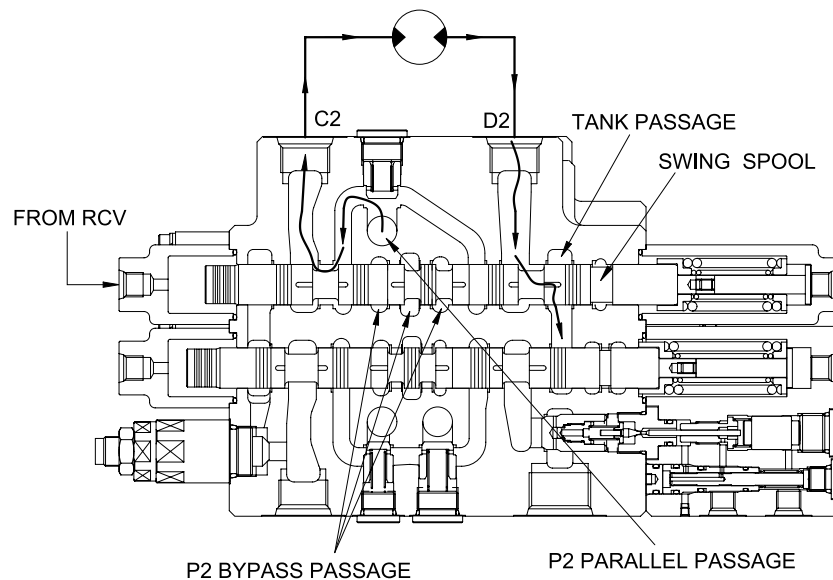 C2
D2
TANK PASSAGE
SWING SPOOL
FROM RCV
P2 BYPASS PASSAGE
P2 PARALLEL PASSAGE